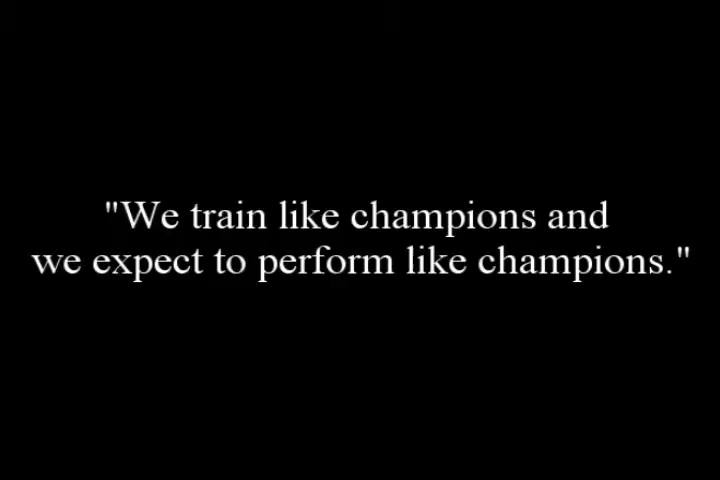 "We train like champions and
we expect to perform like champions."